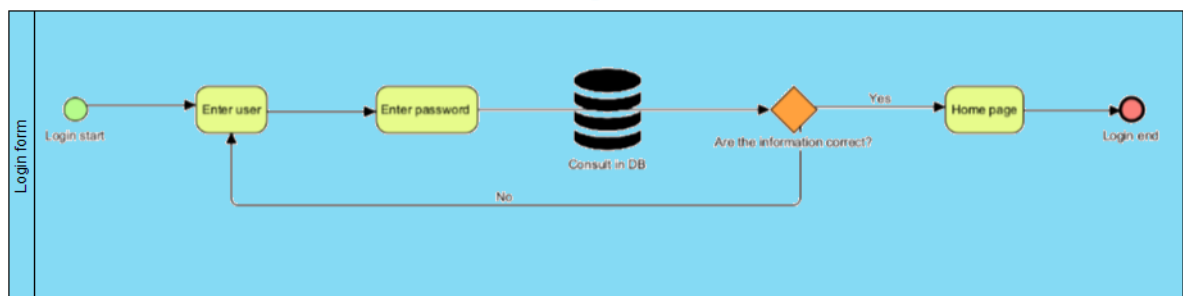 Login form
Login start
Enter user
Enter password
Consult in DB
Are the information correct?
Yes
Home page
Login end
No